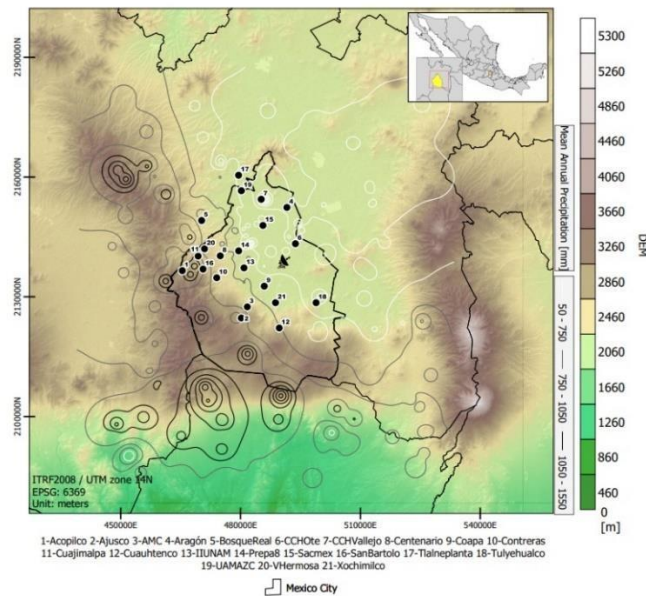 2190000N
2160000N
2130000N
2100000N
450000E
480000E
510000E
540000E
17
19
7
4
5
15
6
20
11
8
14
1
16
13
10
9
3
21
18
2
12
ITRF2008 / UTM zone 14N
EPSG: 6369
Unit: meters
Mean Annual Precipitation [mm]
50 - 750
750 - 1050
1050 - 1550
5300
5260
4860
4460
4060
3660
3260
2860
2460
2060
1660
1260
860
460
0
[m]
DEM
1-Acopilco 2-Ajusco 3-AMC 4-Aragón 5-BosqueReal 6-CCHOte 7-CCHVallejo 8-Centenario 9-Coapa 10-Contreras
11-Cuajimalpa 12-Cuauhtenco 13-IIUNAM 14-Prepa8 15-Sacmex 16-SanBartolo 17-Tlalneplanta 18-Tulyehualco
19-UAMAZC 20-VHermosa 21-Xochimilco
Mexico City